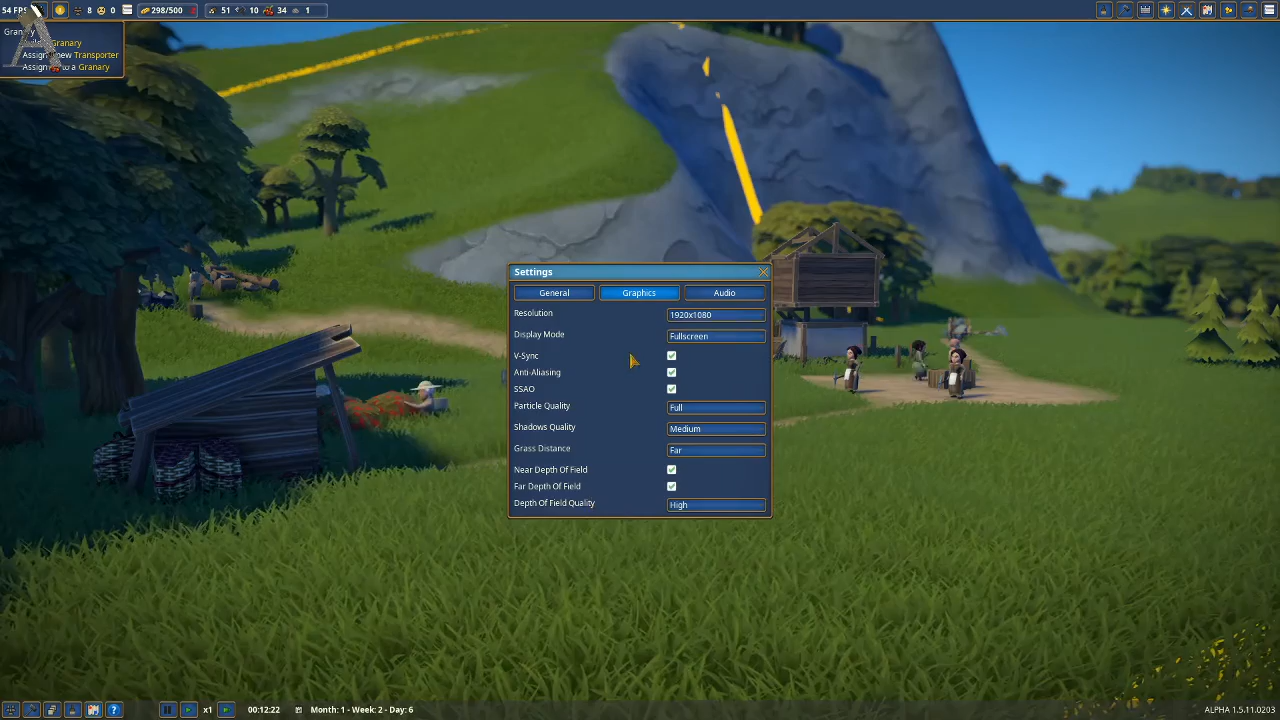 54 FPS 8 0 298/500 51 10 34 1
Granary
Granary
Assign new Transporter
Assign to a Granary
Settings
General Graphics Audio
Resolution 1920x1080
Display Mode Fullscreen
V-Sync
Anti-Aliasing
SSAO
Particle Quality Full
Shadows Quality Medium
Grass Distance Far
Near Depth Of Field
Far Depth Of Field
Depth Of Field Quality High
? x1 00:12:22 Month: 1 - Week: 2 - Day: 6 ALPHA 1.5.11.0203